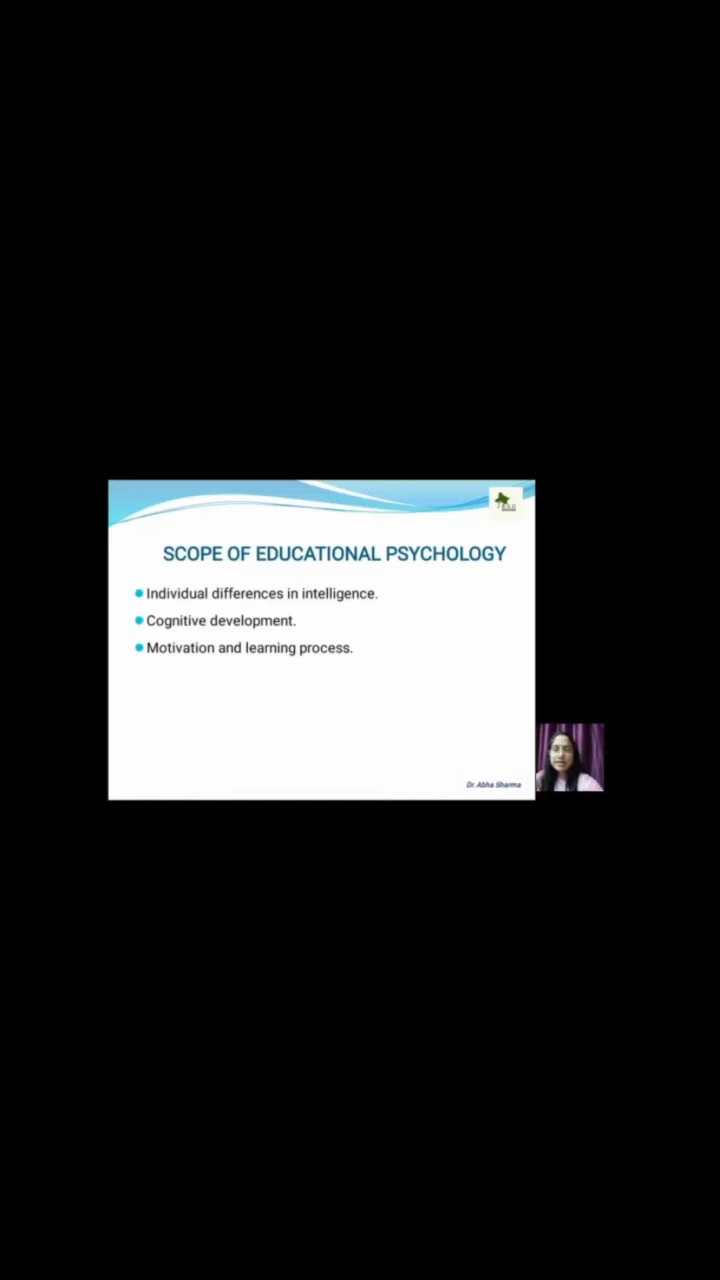 SCOPE OF EDUCATIONAL PSYCHOLOGY
Individual differences in intelligence.
Cognitive development.
Motivation and learning process.
Dr. Abha Sharma